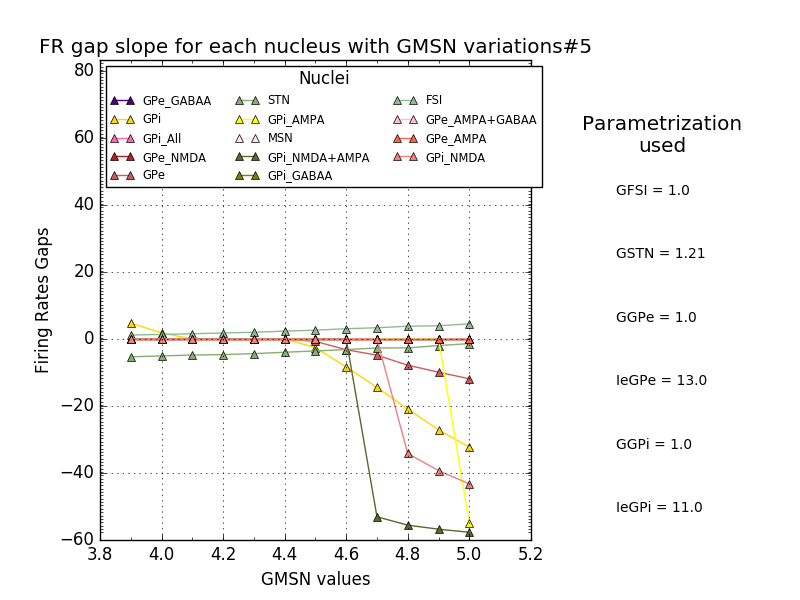 FR gap slope for each nucleus with GMSN variations#5
Nuclei
GPe_GABAA
GPi
GPi_All
GPe_NMDA
GPe
STN
GPi_AMPA
MSN
GPi_NMDA+AMPA
GPi_GABAA
FSI
GPe_AMPA+GABAA
GPe_AMPA
GPi_NMDA
80
60
40
20
0
−20
−40
−60
Firing Rates Gaps
3.8 4.0 4.2 4.4 4.6 4.8 5.0 5.2
GMSN values
Parametrization
used
GFSI = 1.0
GSTN = 1.21
GGPe = 1.0
IeGPe = 13.0
GGPi = 1.0
IeGPi = 11.0